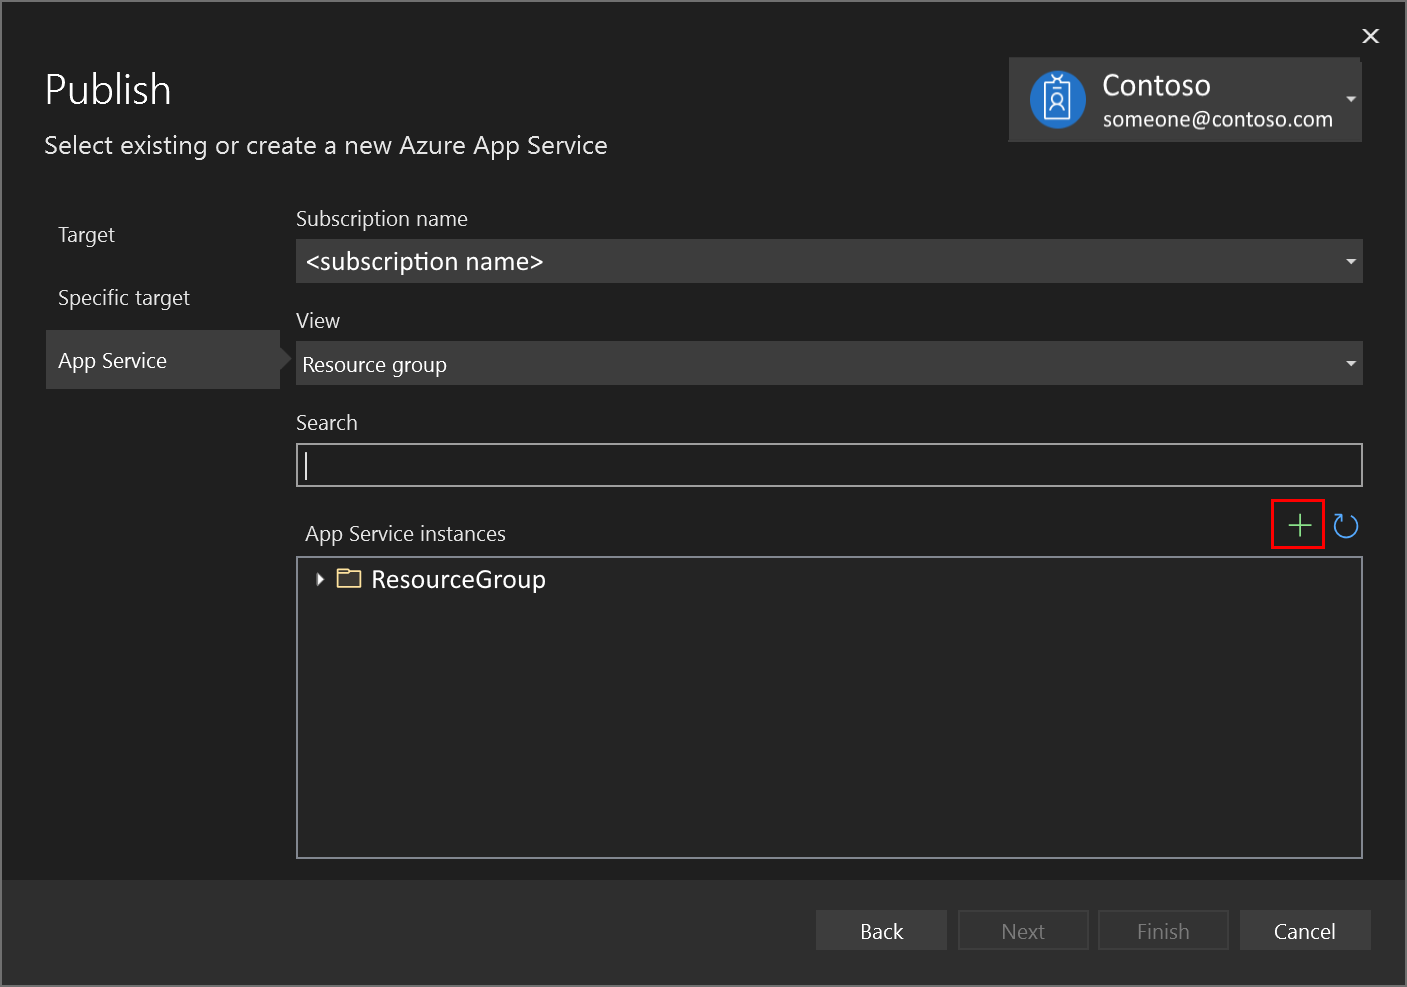 Publish
Select existing or create a new Azure App Service
Contoso
someone@contoso.com
Target
Specific target
App Service
Subscription name
<subscription name>
View
Resource group
Search
App Service instances
ResourceGroup
Back
Next
Finish
Cancel